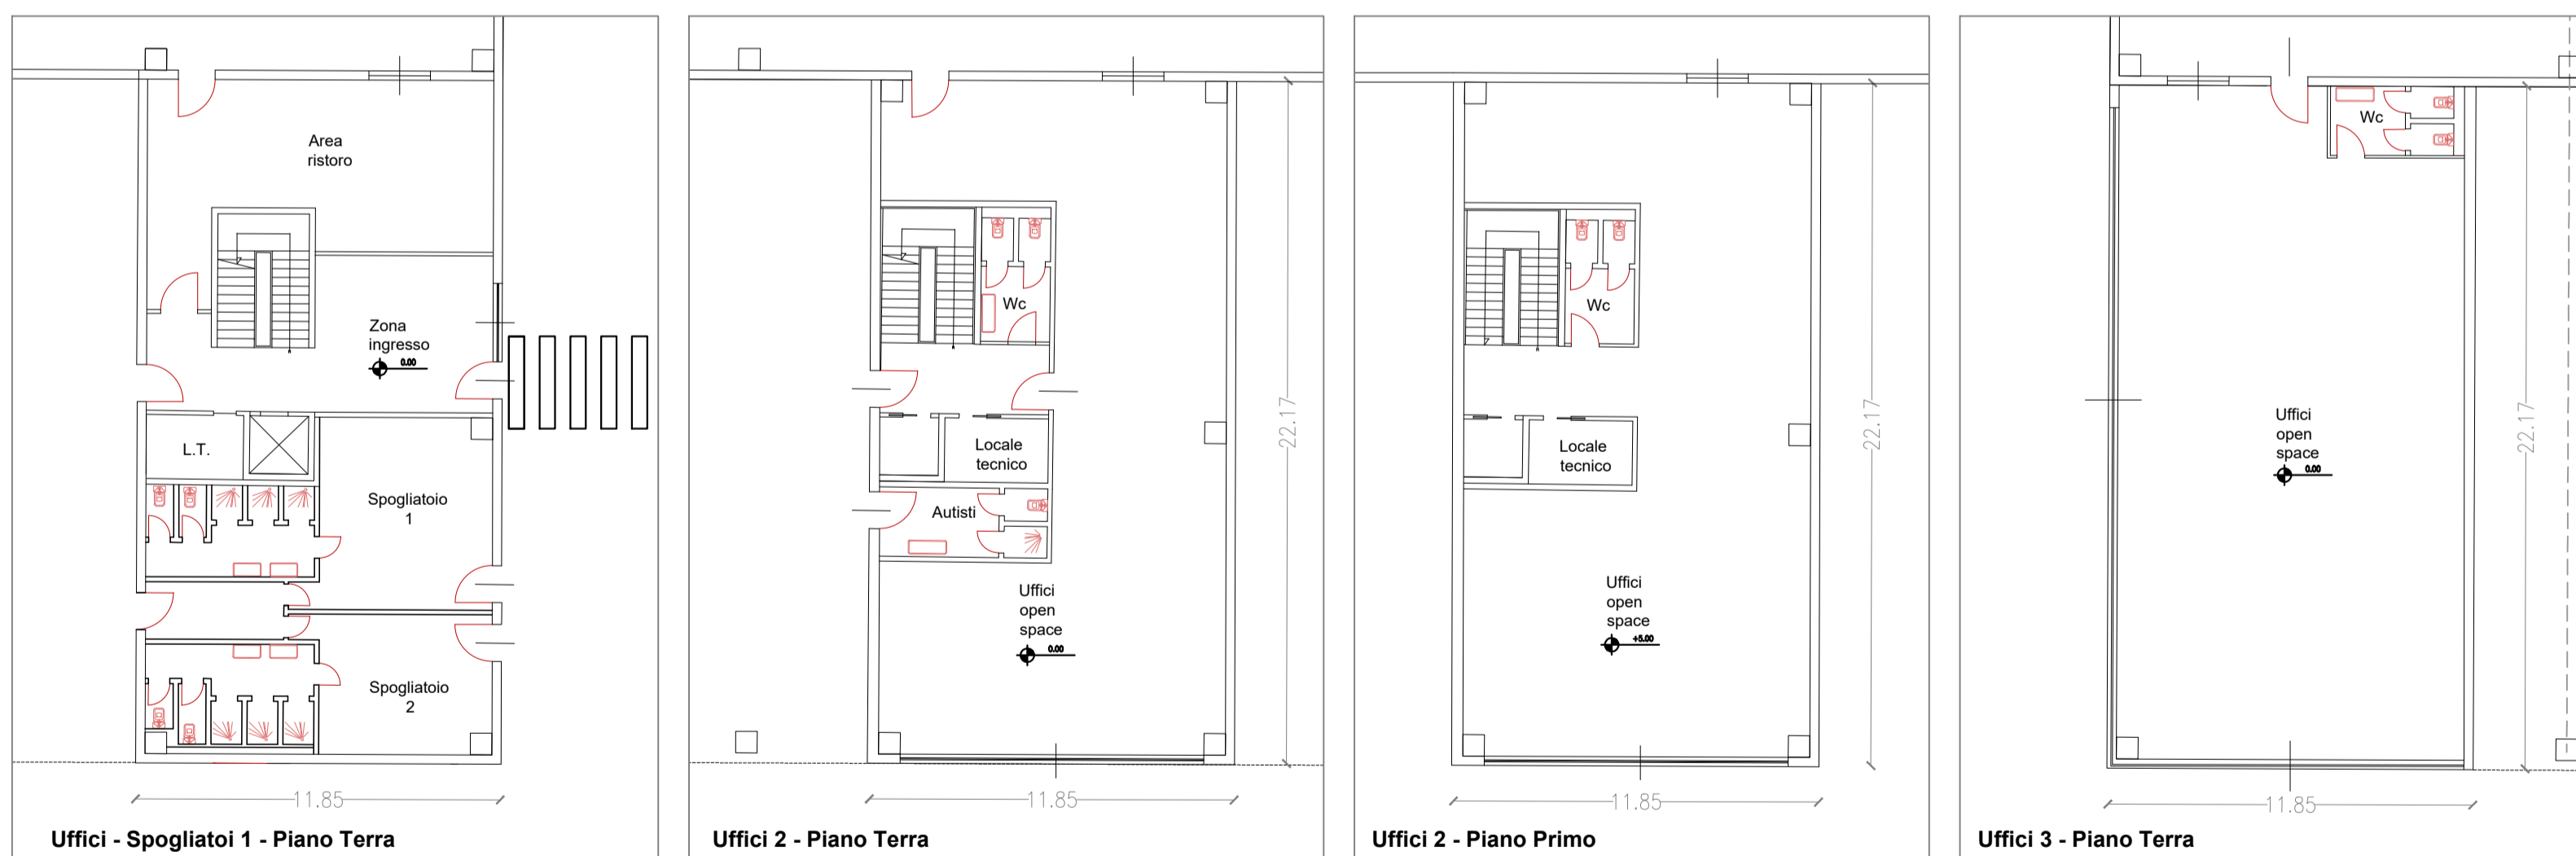 Area
ristoro
Zona
ingresso
0.00
L.T.
Spogliatoio
1
Spogliatoio
2
11.85
Uffici - Spogliatoi 1 - Piano Terra
Wc
Locale
tecnico
Autisti
Uffici
open
space
0.00
22.17
11.85
Uffici 2 - Piano Terra
Wc
Locale
tecnico
Uffici
open
space
+5.00
22.17
11.85
Uffici 2 - Piano Primo
Wc
Uffici
open
space
0.00
22.17
11.85
Uffici 3 - Piano Terra